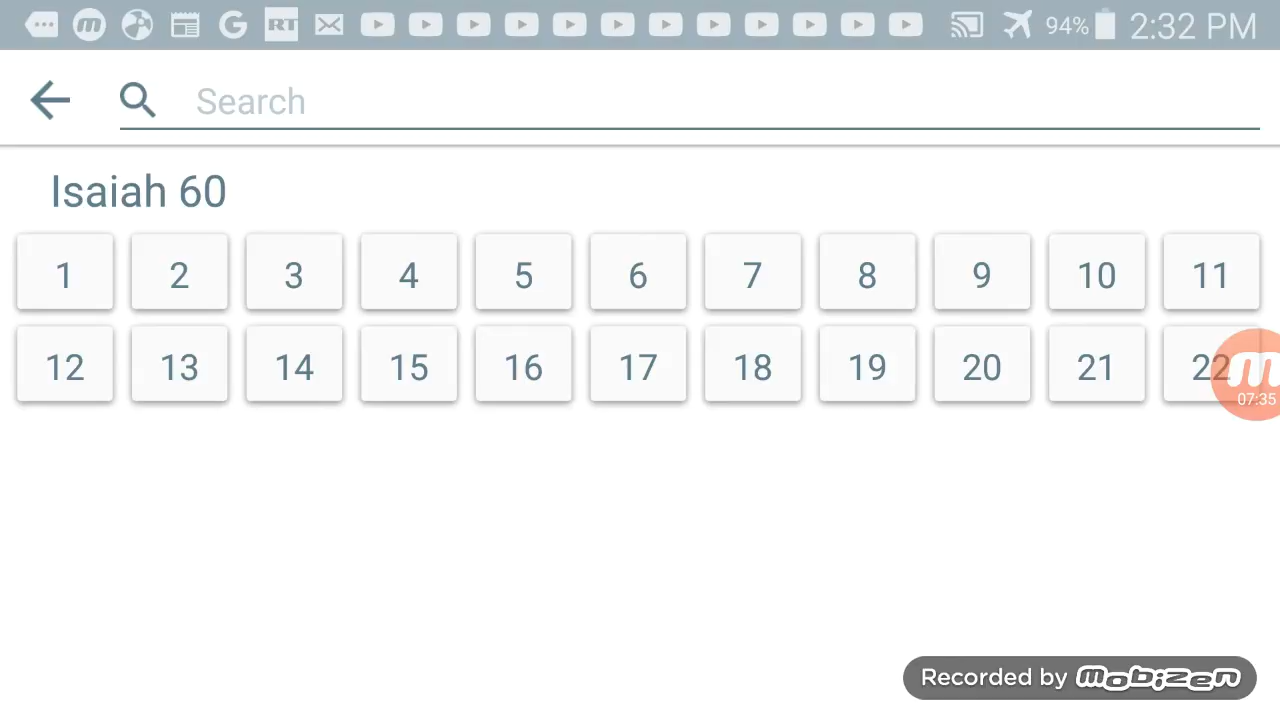 G RT 94% 2:32 PM
Search
Isaiah 60
1 2 3 4 5 6 7 8 9 10 11
12 13 14 15 16 17 18 19 20 21 22
m
07:35
Recorded by mobizen